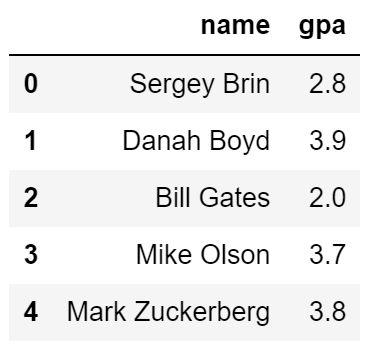 name gpa
0 Sergey Brin 2.8
1 Danah Boyd 3.9
2 Bill Gates 2.0
3 Mike Olson 3.7
4 Mark Zuckerberg 3.8